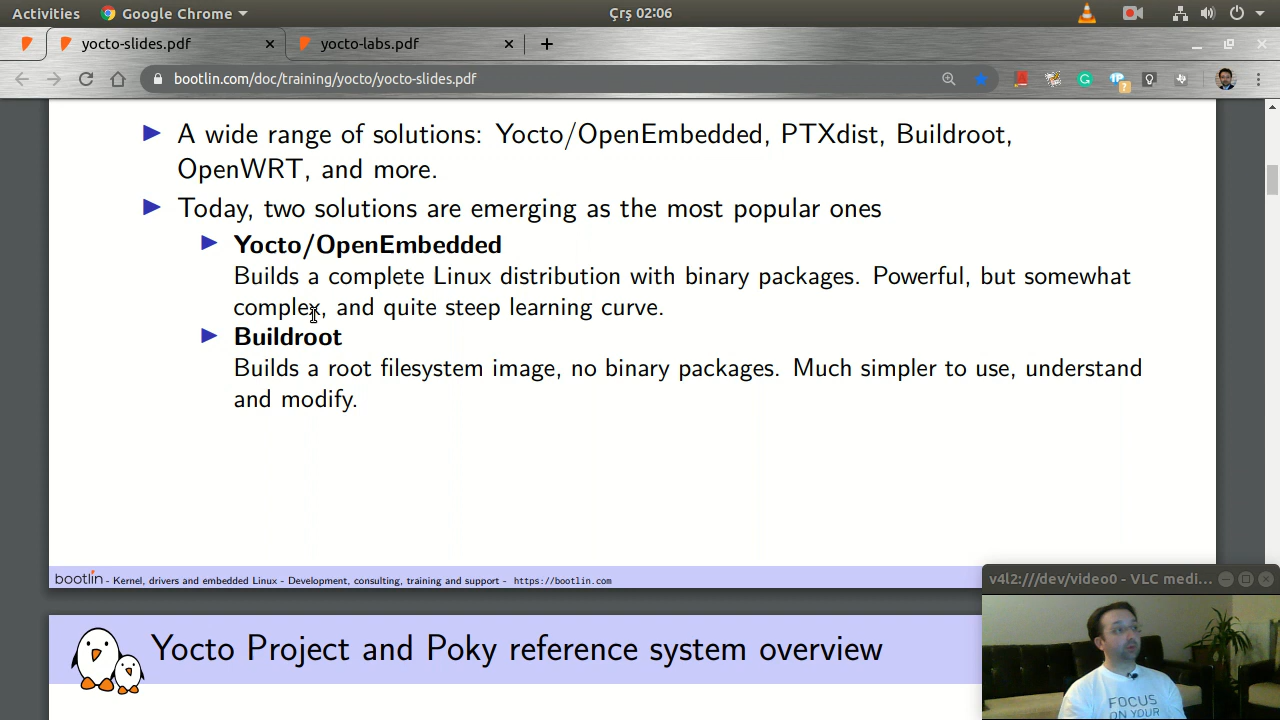 Activities Google Chrome Çrş 02:06
yocto-slides.pdf yocto-labs.pdf
bootlin.com/doc/training/yocto/yocto-slides.pdf
A wide range of solutions: Yocto/OpenEmbedded, PTXdist, Buildroot,
OpenWRT, and more.
Today, two solutions are emerging as the most popular ones
Yocto/OpenEmbedded
Builds a complete Linux distribution with binary packages. Powerful, but somewhat
complex, and quite steep learning curve.
Buildroot
Builds a root filesystem image, no binary packages. Much simpler to use, understand
and modify.
bootlin - Kernel, drivers and embedded Linux - Development, consulting, training and support - https://bootlin.com
v4l2:///dev/video0 - VLC medi...
Yocto Project and Poky reference system overview
FOCUS
ON YOUR